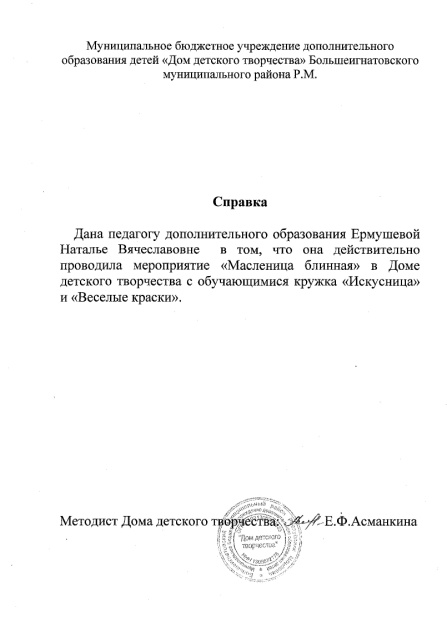 Муниципальное бюджетное учреждение дополнительного
образования детей «Дом детского творчества» Большеигнатовского
муниципального района Р.М.
Справка
Дана педагогу дополнительного образования Ермушевой
Наталье Вячеславовне в том, что она действительно
проводила мероприятие «Масленица блинная» в Доме
детского творчества с обучающимися кружка «Искусница»
и «Веселые краски».
Методист Дома детского творчества: Е.Ф.Асманкина
"Дом детского
творчества"